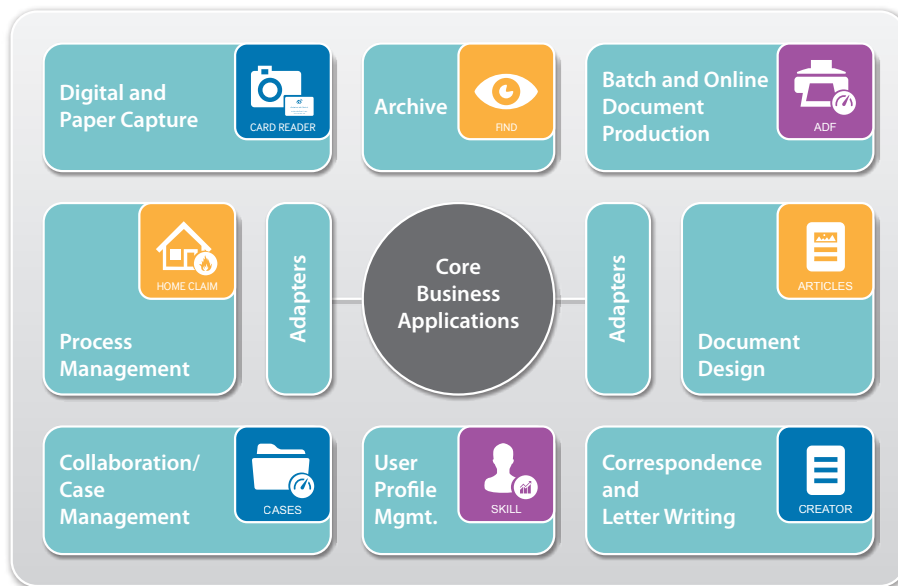 Digital and
Paper Capture
CARD READER
Archive
FIND
Batch and Online
Document
Production
ADF
HOME CLAIM
Process
Management
Adapters
Core
Business
Applications
Adapters
ARTICLES
Document
Design
Collaboration/
Case
Management
CASES
User
Profile
Mgmt.
SKILL
Correspondence
and
Letter Writing
CREATOR